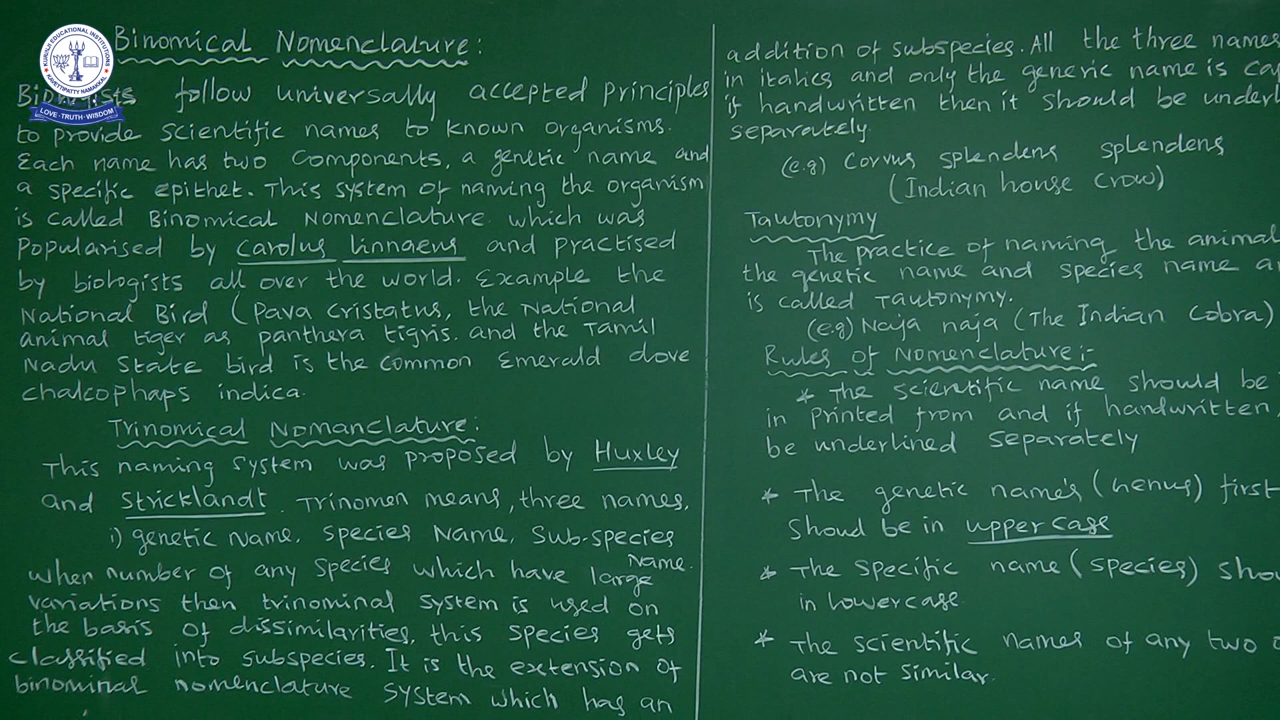 KURINJI EDUCATIONAL INSTITUTIONS
KAVETTIPATTY NAMAKKAL
LOVE · TRUTH · WISDOM
Binomical Nomenclature:
Biologists follow universally accepted principles
to provide scientific names to known organisms.
Each name has two components, a genetic name and
a specific epithet. This system of naming the organism
is called Binomical Nomenclature which was
Popularised by Carolus Linnaeus and practised
by biologists all over the world. Example the
National Bird (Pava cristatus, the National
animal tiger as panthera tigris. and the Tamil
Nadu State bird is the Common Emerald dove
chalcophaps indica.
Trinomical Nomanclature:
This naming system was proposed by Huxley
and Stricklandt. Trinomen means, three names,
i) genetic Name, Species Name, Sub-species
Name.
when number of any species which have large
variations then trinominal system is used on
the basis of dissimilarities, this species gets
classified into subspecies. It is the extension of
binominal nomenclature system which has an
addition of subspecies. All the three names
in italics and only the generic name is cap
if handwritten then it should be underl
separately.
(e.g) Corvus splendens splendens
(Indian house crow)
Tautonymy
The practice of naming the animal
the genetic name and species name a
is called Tautonymy.
(e.g) Naja naja (The Indian Cobra)
Rules of Nomenclature:-
* The scientific name should be
in printed from and if handwritten,
be underlined separately
* The genetic name's (henus) first
Shoud be in upper case
* The specific name (species) shou
in lowercase.
* The scientific names of any two o
are not similar.